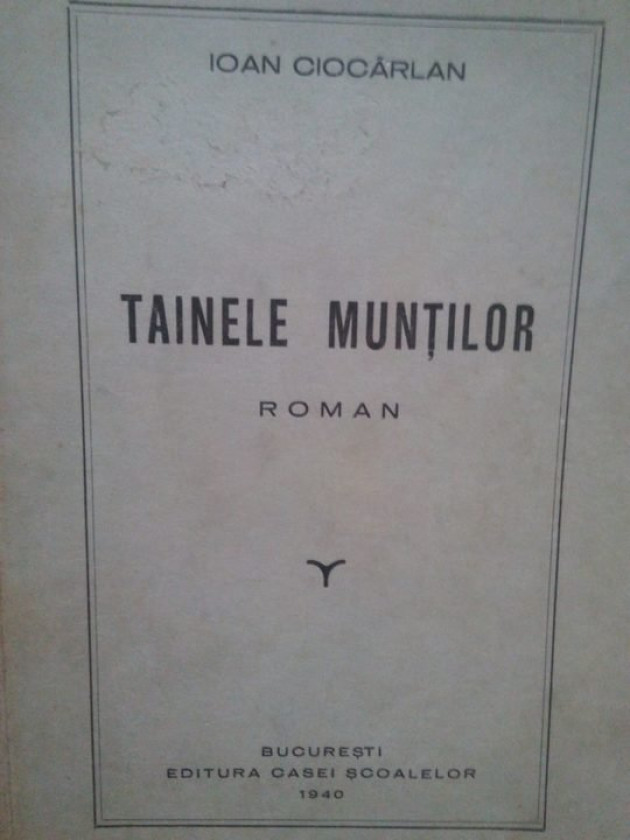 IOAN CIOCÂRLAN
TAINELE MUNȚILOR
ROMAN
BUCUREȘTI
EDITURA CASEI ȘCOALELOR
1940